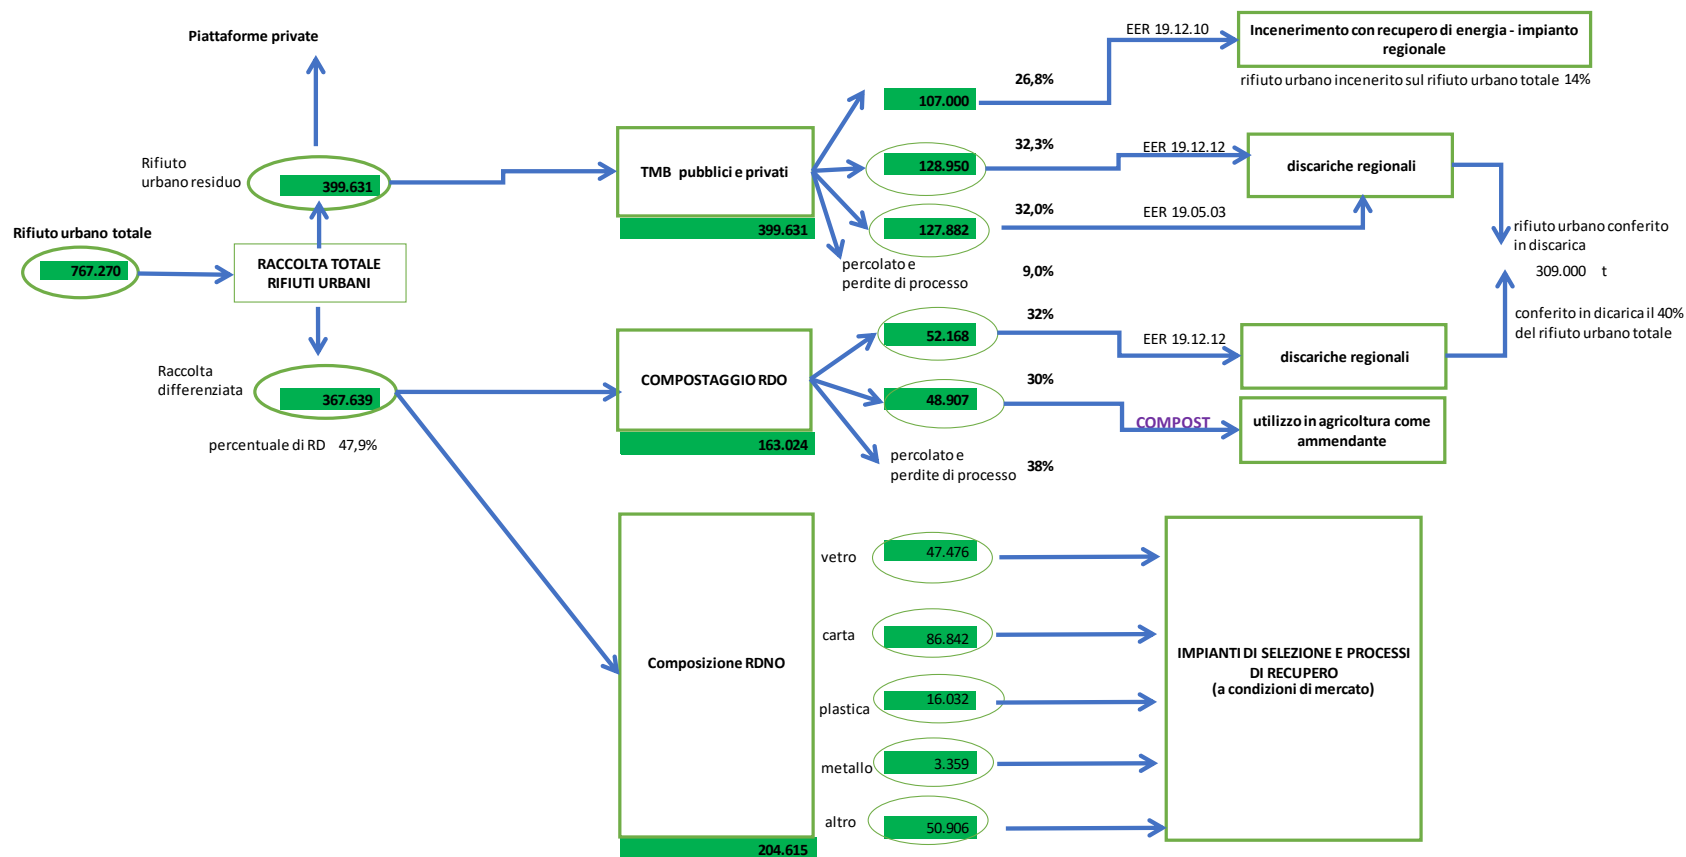 Piattaforme private
Rifiuto
urbano residuo
399.631
Rifiuto urbano totale
767.270
RACCOLTA TOTALE
RIFIUTI URBANI
Raccolta
differenziata
367.639
percentuale di RD 47,9%
TMB pubblici e privati
399.631
107.000
26,8%
EER 19.12.10
Incenerimento con recupero di energia - impianto
regionale
rifiuto urbano incenerito sul rifiuto urbano totale 14%
128.950
32,3%
EER 19.12.12
discariche regionali
127.882
32,0%
EER 19.05.03
percolato e
perdite di processo
9,0%
rifiuto urbano conferito
in discarica
309.000 t
conferito in dicarica il 40%
del rifiuto urbano totale
COMPOSTAGGIO RDO
163.024
52.168
32%
EER 19.12.12
discariche regionali
48.907
30%
COMPOST
utilizzo in agricoltura come
ammendante
percolato e
perdite di processo
38%
Composizione RDNO
204.615
vetro
47.476
carta
86.842
plastica
16.032
metallo
3.359
altro
50.906
IMPIANTI DI SELEZIONE E PROCESSI
DI RECUPERO
(a condizioni di mercato)